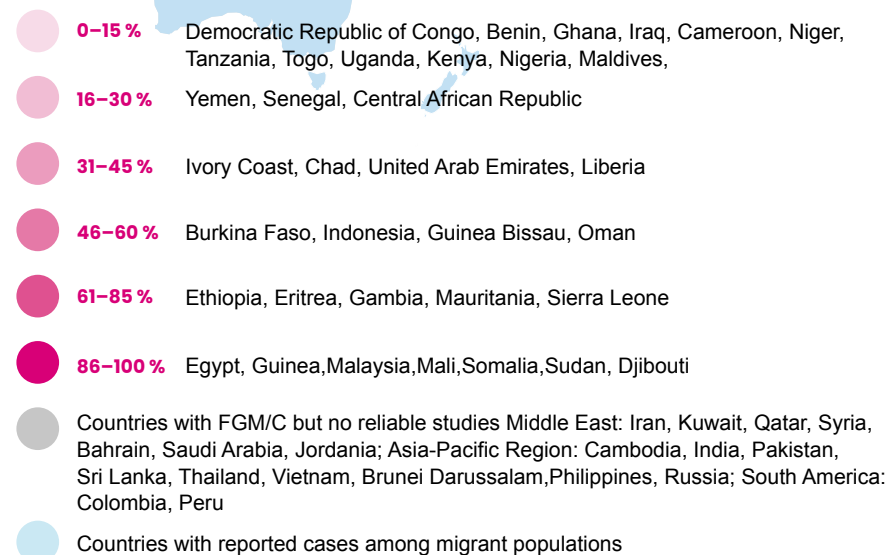 0–15 % Democratic Republic of Congo, Benin, Ghana, Iraq, Cameroon, Niger,
Tanzania, Togo, Uganda, Kenya, Nigeria, Maldives,
16–30 % Yemen, Senegal, Central African Republic
31–45 % Ivory Coast, Chad, United Arab Emirates, Liberia
46–60 % Burkina Faso, Indonesia, Guinea Bissau, Oman
61–85 % Ethiopia, Eritrea, Gambia, Mauritania, Sierra Leone
86–100 % Egypt, Guinea,Malaysia,Mali,Somalia,Sudan, Djibouti
Countries with FGM/C but no reliable studies Middle East: Iran, Kuwait, Qatar, Syria,
Bahrain, Saudi Arabia, Jordania; Asia-Pacific Region: Cambodia, India, Pakistan,
Sri Lanka, Thailand, Vietnam, Brunei Darussalam,Philippines, Russia; South America:
Colombia, Peru
Countries with reported cases among migrant populations